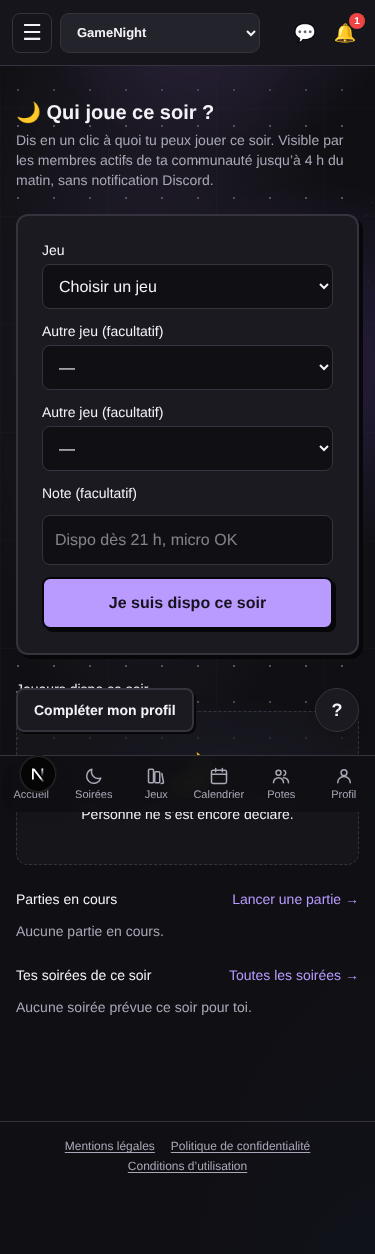 GameNight
1
Qui joue ce soir ?
Dis en un clic à quoi tu peux jouer ce soir. Visible par
les membres actifs de ta communauté jusqu'à 4 h du
matin, sans notification Discord.
Jeu
Choisir un jeu
Autre jeu (facultatif)
—
Autre jeu (facultatif)
—
Note (facultatif)
Dispo dès 21 h, micro OK
Je suis dispo ce soir
Joueurs dispo ce soir
Compléter mon profil
?
N
Accueil
Soirées
Jeux
Calendrier
Potes
Profil
Personne ne s'est encore déclaré.
Parties en cours
Lancer une partie →
Aucune partie en cours.
Tes soirées de ce soir
Toutes les soirées →
Aucune soirée prévue ce soir pour toi.
Mentions légales
Politique de confidentialité
Conditions d'utilisation